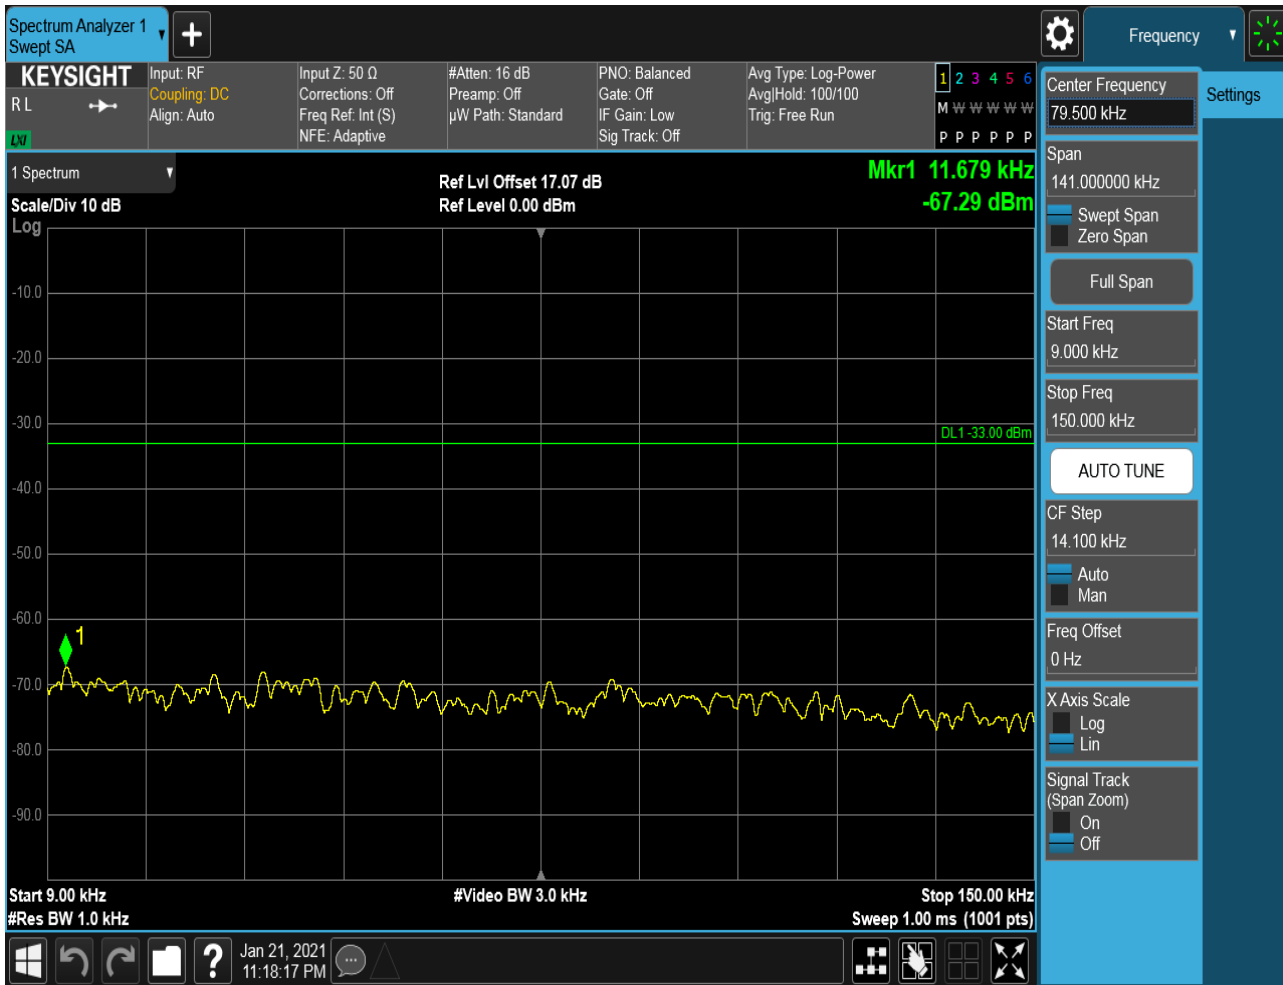 Spectrum Analyzer 1
Swept SA
+
Frequency
KEYSIGHT
R L
LXI
Input: RF
Coupling: DC
Align: Auto
Input Z: 50 Ω
Corrections: Off
Freq Ref: Int (S)
NFE: Adaptive
#Atten: 16 dB
Preamp: Off
µW Path: Standard
PNO: Balanced
Gate: Off
IF Gain: Low
Sig Track: Off
Avg Type: Log-Power
Avg|Hold: 100/100
Trig: Free Run
1 2 3 4 5 6
M W W W W W
P P P P P P
1 Spectrum
Scale/Div 10 dB
Log
Ref Lvl Offset 17.07 dB
Ref Level 0.00 dBm
Mkr1 11.679 kHz
-67.29 dBm
-10.0
-20.0
-30.0
DL1 -33.00 dBm
-40.0
-50.0
-60.0
1
-70.0
-80.0
-90.0
Start 9.00 kHz
#Res BW 1.0 kHz
#Video BW 3.0 kHz
Stop 150.00 kHz
Sweep 1.00 ms (1001 pts)
Center Frequency
79.500 kHz
Settings
Span
141.000000 kHz
Swept Span
Zero Span
Full Span
Start Freq
9.000 kHz
Stop Freq
150.000 kHz
AUTO TUNE
CF Step
14.100 kHz
Auto
Man
Freq Offset
0 Hz
X Axis Scale
Log
Lin
Signal Track
(Span Zoom)
On
Off
?
Jan 21, 2021
11:18:17 PM